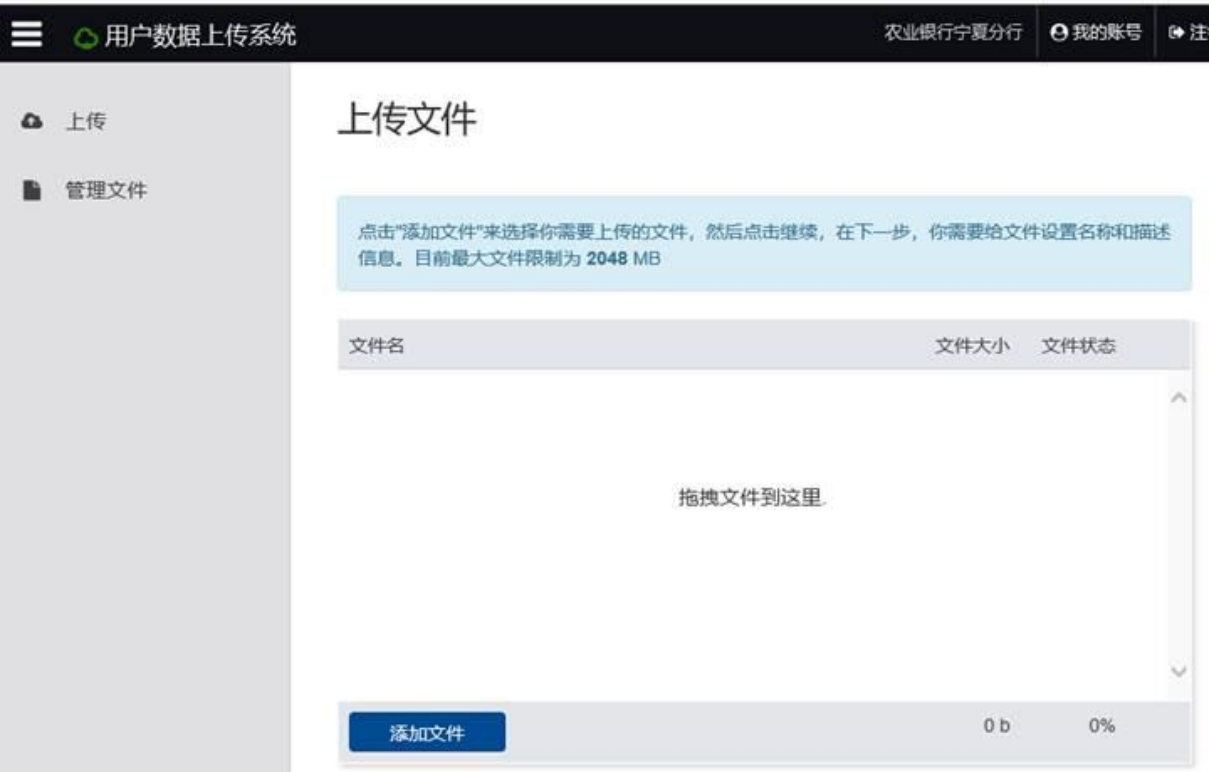 用户数据上传系统
农业银行宁夏分行
我的账号
上传
管理文件
上传文件
点击"添加文件"来选择你需要上传的文件，然后点击继续，在下一步，你需要给文件设置名称和描述
信息。目前最大文件限制为 2048 MB
文件名 文件大小 文件状态
拖拽文件到这里.
添加文件 0 b 0%